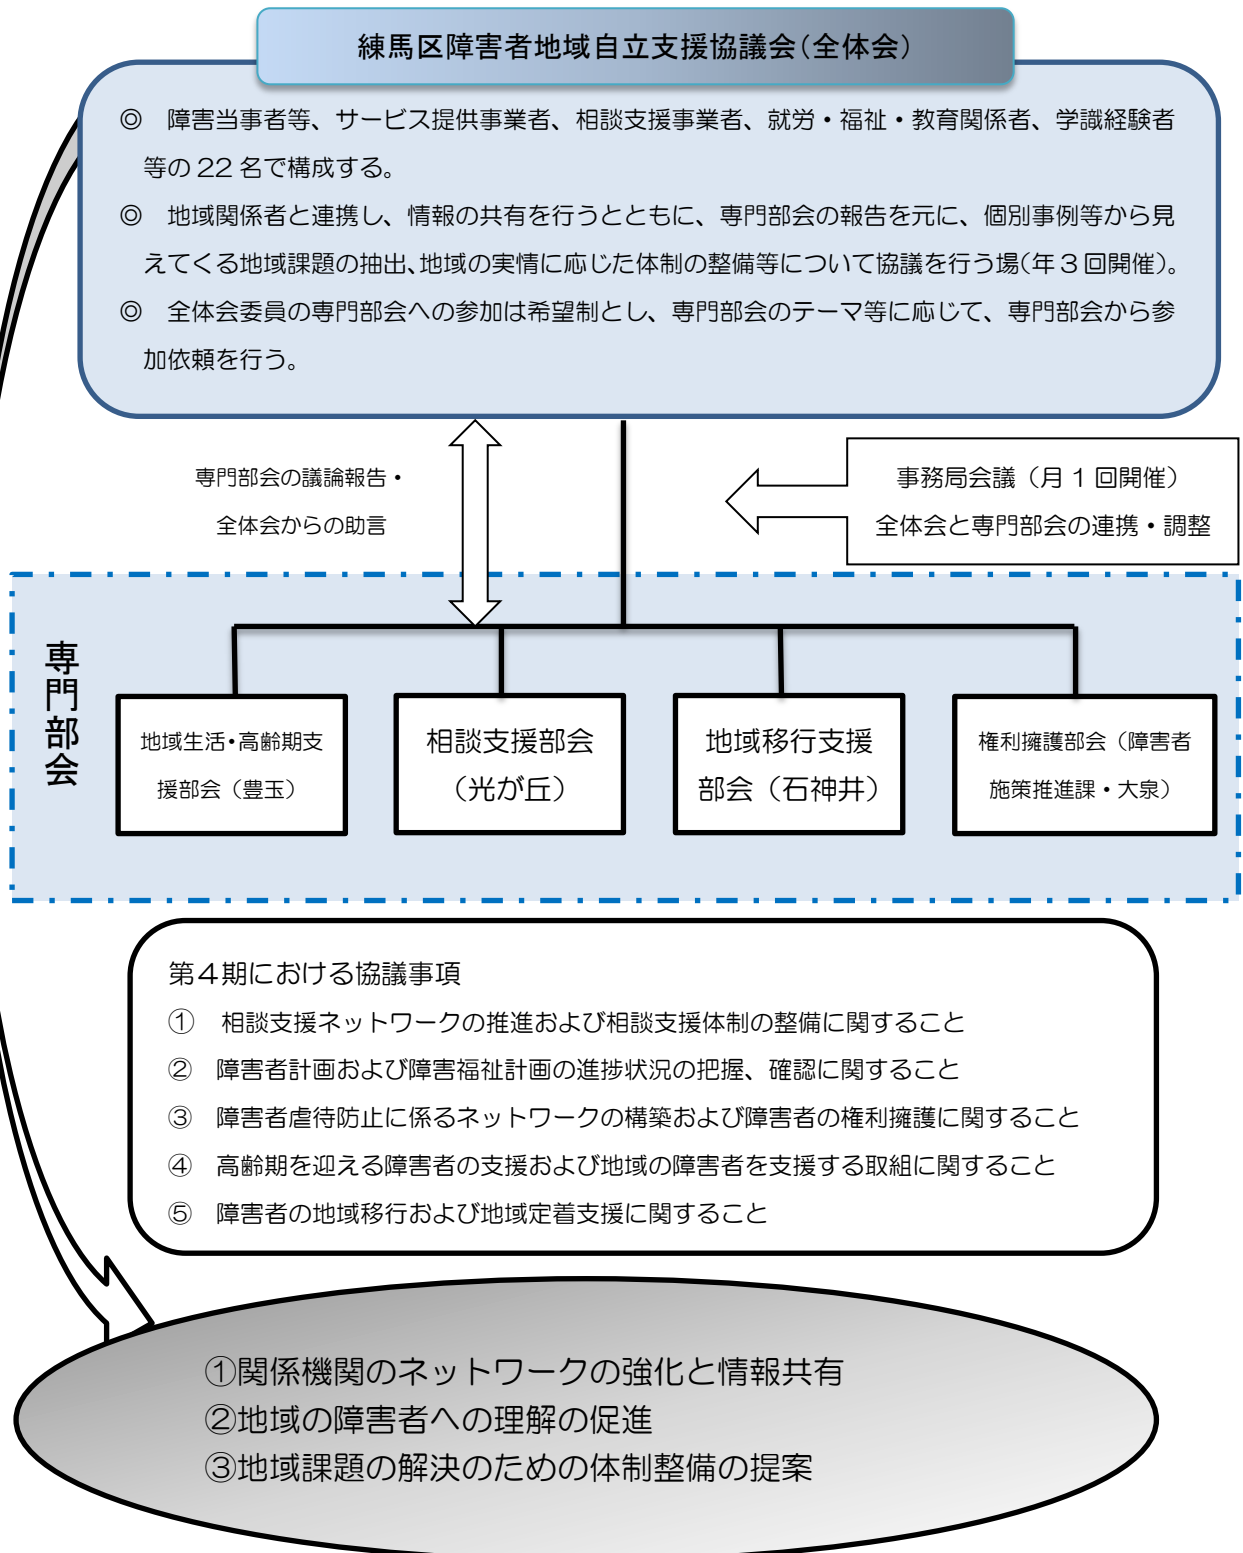 練馬区障害者地域自立支援協議会(全体会)
◎　障害当事者等、サービス提供事業者、相談支援事業者、就労・福祉・教育関係者、学識経験者
等の 22 名で構成する。
◎　地域関係者と連携し、情報の共有を行うとともに、専門部会の報告を元に、個別事例等から見
えてくる地域課題の抽出、地域の実情に応じた体制の整備等について協議を行う場(年３回開催)。
◎　全体会委員の専門部会への参加は希望制とし、専門部会のテーマ等に応じて、専門部会から参
加依頼を行う。
専門部会の議論報告・
全体会からの助言
事務局会議（月１回開催）
全体会と専門部会の連携・調整
専門部会
地域生活・高齢期支
援部会（豊玉）
相談支援部会
（光が丘）
地域移行支援
部会（石神井）
権利擁護部会（障害者
施策推進課・大泉）
第４期における協議事項
①　相談支援ネットワークの推進および相談支援体制の整備に関すること
②　障害者計画および障害福祉計画の進捗状況の把握、確認に関すること
③　障害者虐待防止に係るネットワークの構築および障害者の権利擁護に関すること
④　高齢期を迎える障害者の支援および地域の障害者を支援する取組に関すること
⑤　障害者の地域移行および地域定着支援に関すること
①関係機関のネットワークの強化と情報共有
②地域の障害者への理解の促進
③地域課題の解決のための体制整備の提案